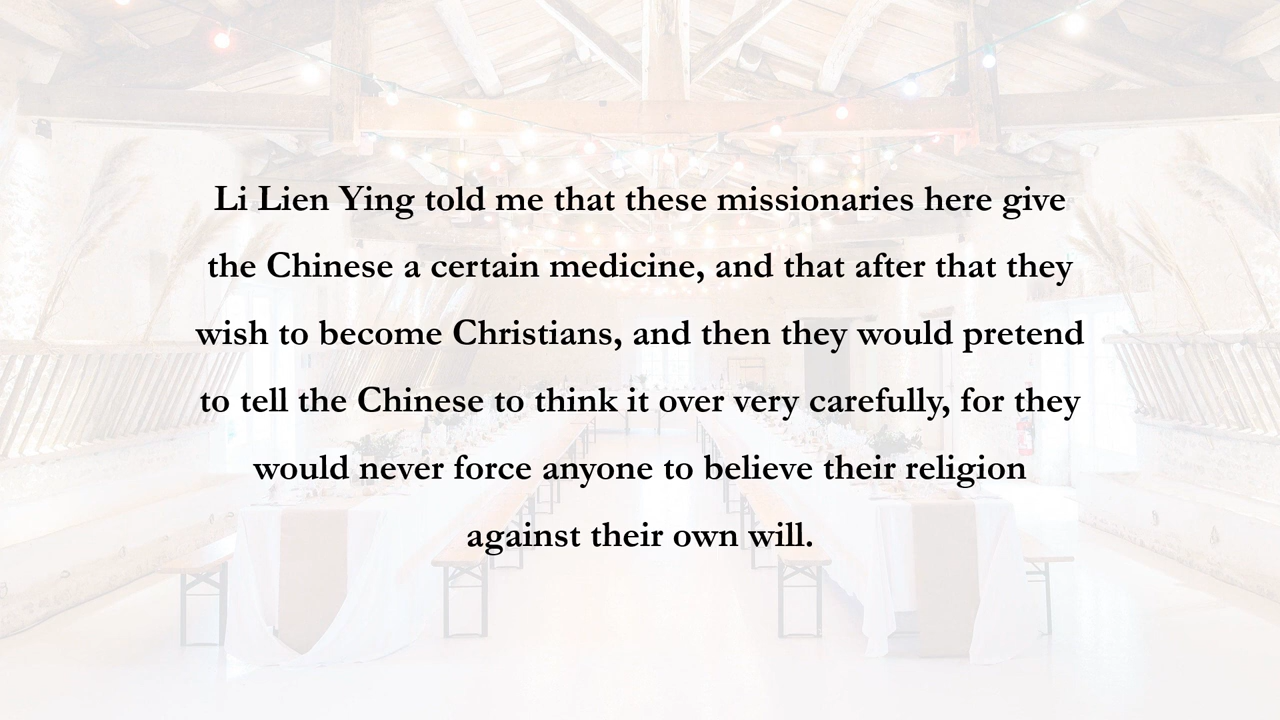 Li Lien Ying told me that these missionaries here give
the Chinese a certain medicine, and that after that they
wish to become Christians, and then they would pretend
to tell the Chinese to think it over very carefully, for they
would never force anyone to believe their religion
against their own will.